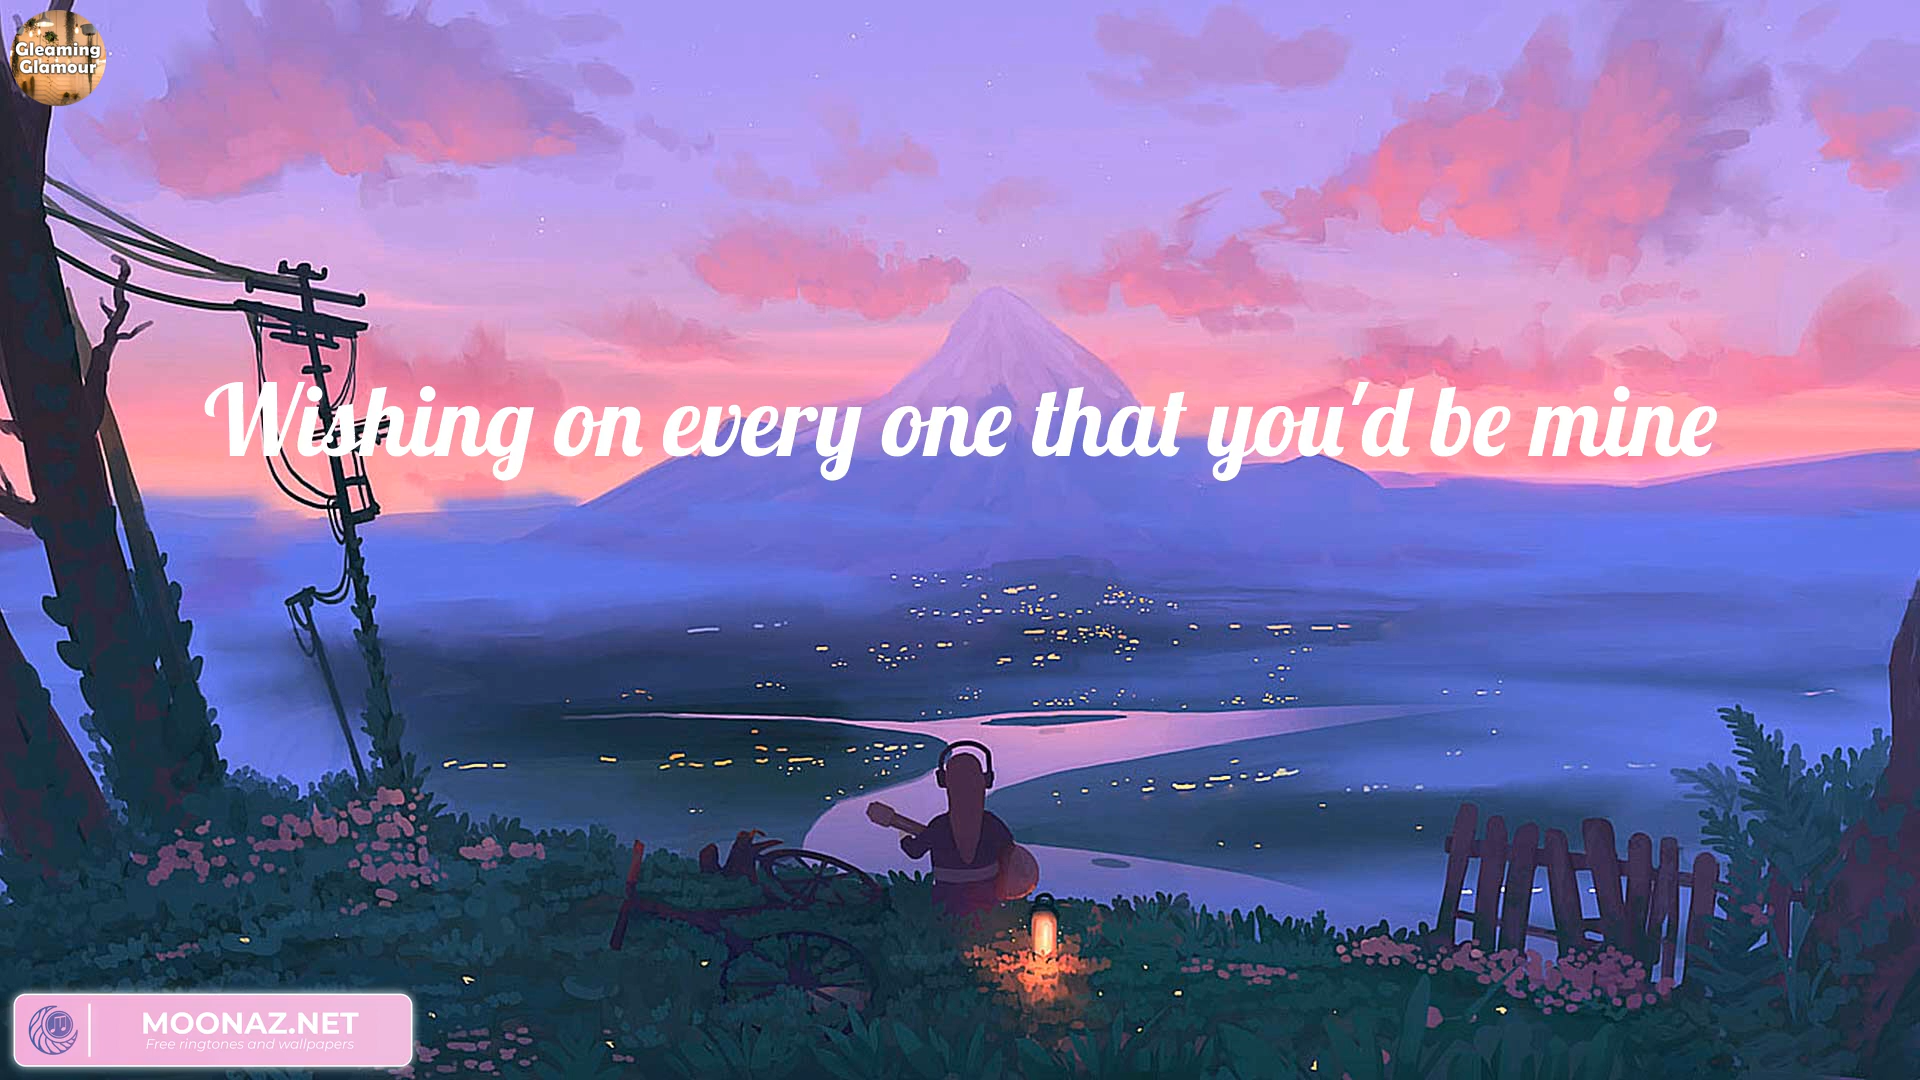 Gleaming
Glamour
Wishing on every one that you'd be mine
MOONAZ.NET
Free ringtones and wallpapers